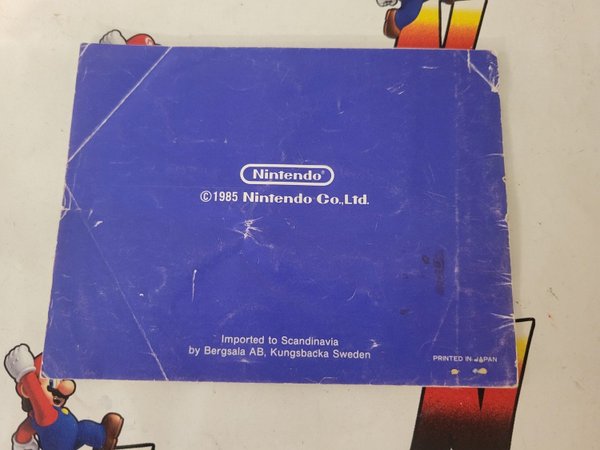 Nintendo®
©1985 Nintendo Co.,Ltd.
Imported to Scandinavia
by Bergsala AB, Kungsbacka Sweden
PRINTED IN JAPAN